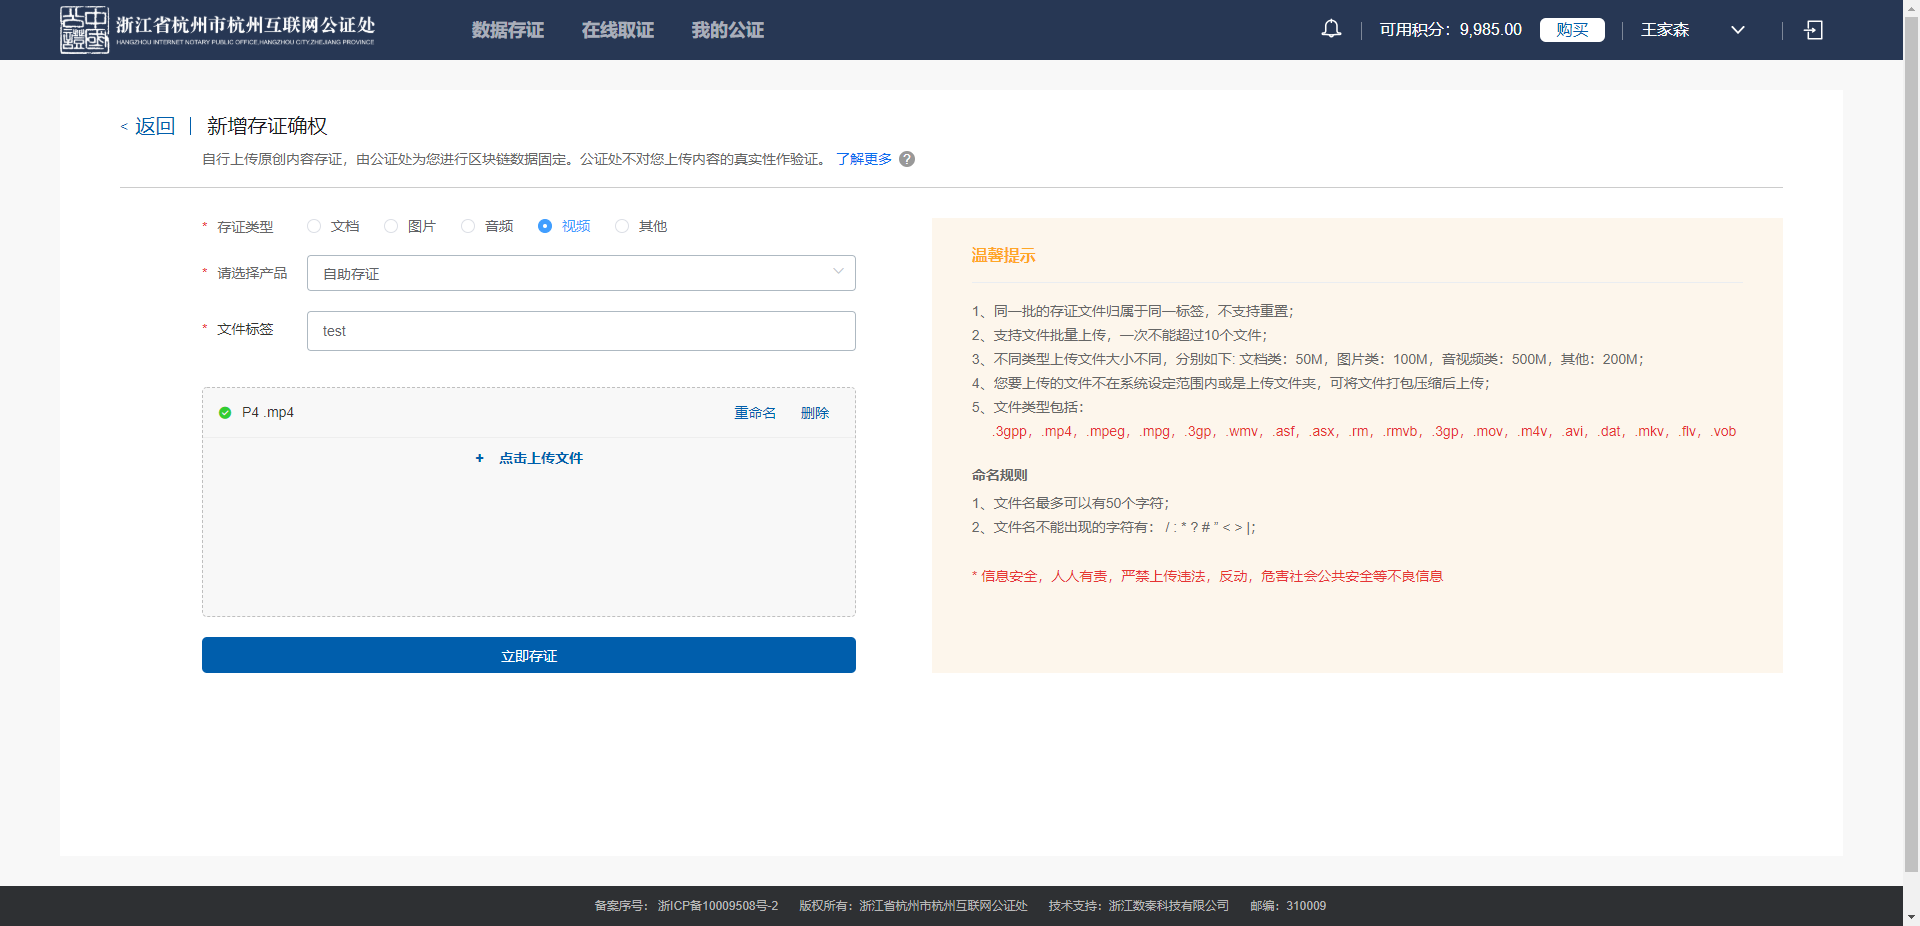 浙江省杭州市杭州互联网公证处
HANGZHOU INTERNET NOTARY PUBLIC OFFICE,HANGZHOU CITY,ZHEJIANG PROVINCE
数据存证 在线取证 我的公证
可用积分：9,985.00 购买 王家森
< 返回 新增存证确权
自行上传原创内容存证，由公证处为您进行区块链数据固定。公证处不对您上传内容的真实性作验证。 了解更多 ?
* 存证类型 文档 图片 音频 视频 其他
* 请选择产品 自助存证
* 文件标签 test
P4 .mp4 重命名 删除
+ 点击上传文件
立即存证
温馨提示
1、同一批的存证文件归属于同一标签，不支持重置；
2、支持文件批量上传，一次不能超过10个文件；
3、不同类型上传文件大小不同，分别如下: 文档类：50M，图片类：100M，音视频类：500M，其他：200M；
4、您要上传的文件不在系统设定范围内或是上传文件夹，可将文件打包压缩后上传；
5、文件类型包括：
.3gpp，.mp4，.mpeg，.mpg，.3gp，.wmv，.asf，.asx，.rm，.rmvb，.3gp，.mov，.m4v，.avi，.dat，.mkv，.flv，.vob
命名规则
1、文件名最多可以有50个字符；
2、文件名不能出现的字符有： / : * ? # " < > |；
* 信息安全，人人有责，严禁上传违法，反动，危害社会公共安全等不良信息
备案序号： 浙ICP备10009508号-2 版权所有：浙江省杭州市杭州互联网公证处 技术支持：浙江数秦科技有限公司 邮编：310009